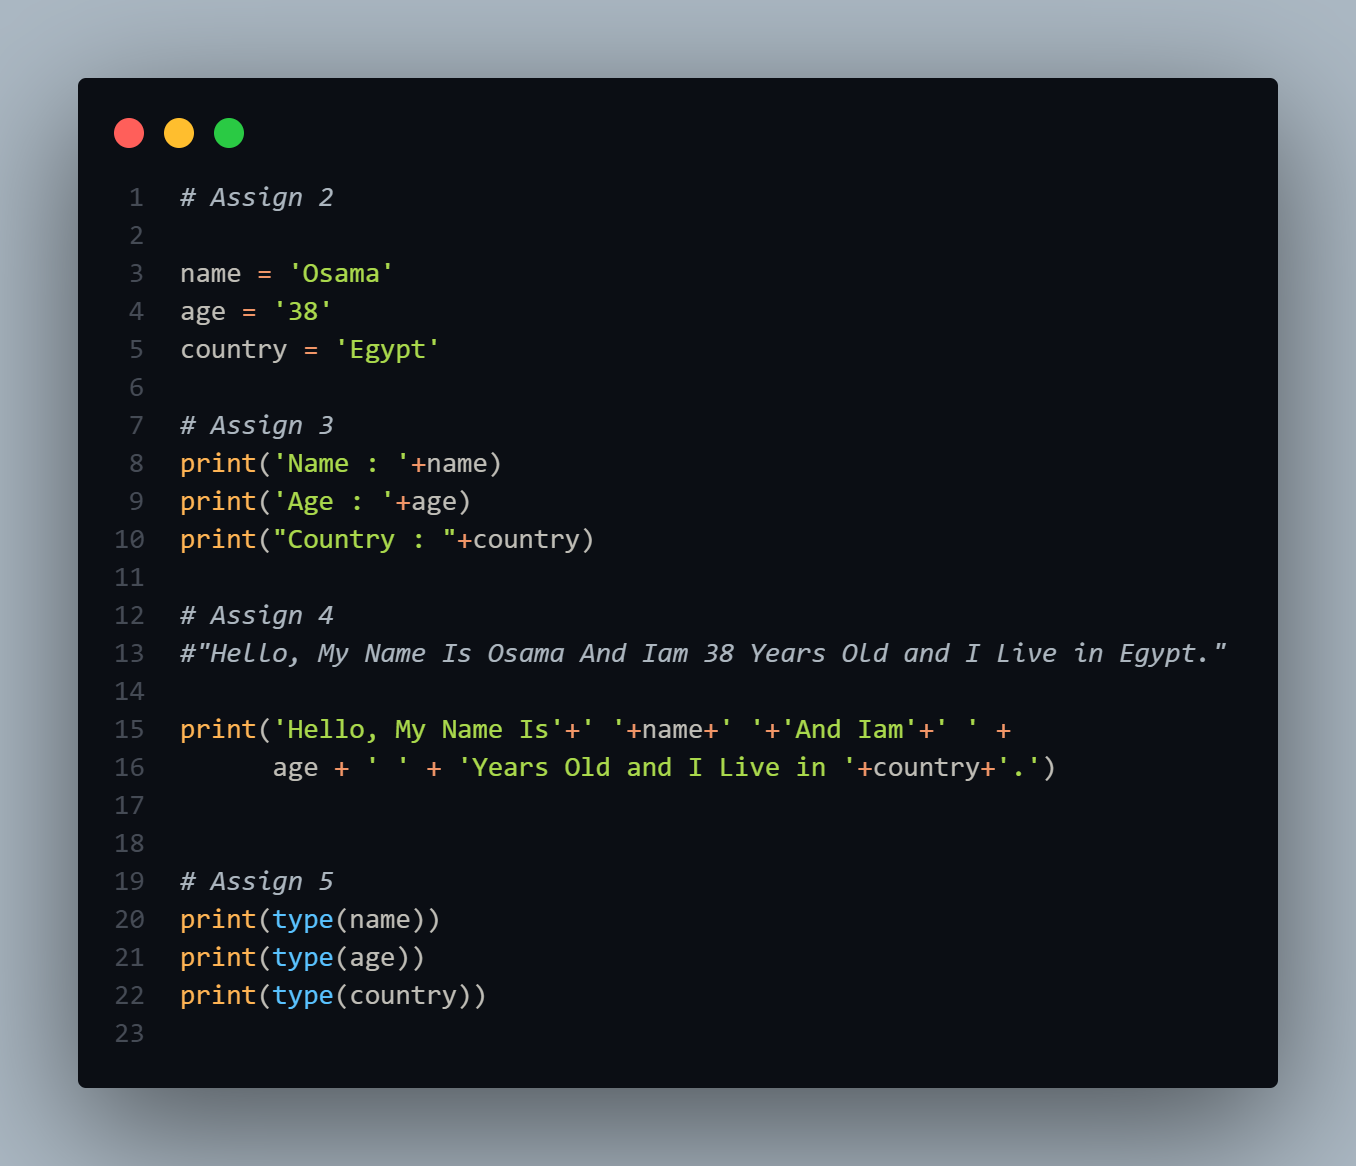 1 # Assign 2
2
3 name = 'Osama'
4 age = '38'
5 country = 'Egypt'
6
7 # Assign 3
8 print('Name : '+name)
9 print('Age : '+age)
10 print("Country : "+country)
11
12 # Assign 4
13 #"Hello, My Name Is Osama And Iam 38 Years Old and I Live in Egypt."
14
15 print('Hello, My Name Is'+' '+name+' '+'And Iam'+' ' +
16       age + ' ' + 'Years Old and I Live in '+country+'.')
17
18
19 # Assign 5
20 print(type(name))
21 print(type(age))
22 print(type(country))
23